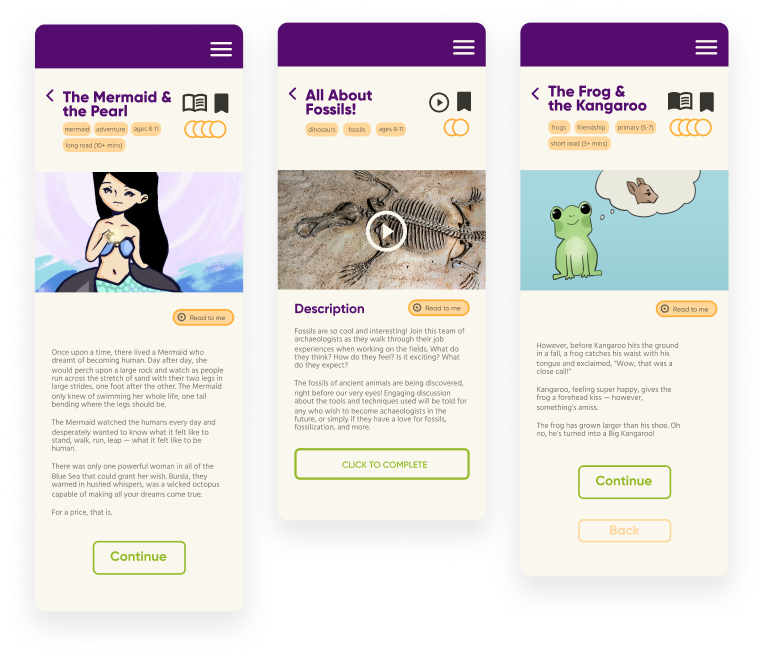 The Mermaid &
the Pearl
mermaid adventure ages 8-11
long read (10+ mins)
Read to me
Once upon a time, there lived a Mermaid who
dreamt of becoming human. Day after day, she
would perch upon a large rock and watch as people
run across the stretch of sand with their two legs in
large strides, one foot after the other. The Mermaid
only knew of swimming her whole life, one tail
bending where the legs should be.
The Mermaid watched the humans every day and
desperately wanted to know what it felt like to
stand, walk, run, leap — what it felt like to be
human.
There was only one powerful woman in all of the
Blue Sea that could grant her wish. Bursla, they
warned in hushed whispers, was a wicked octopus
capable of making all your dreams come true.
For a price, that is.
Continue
All About
Fossils!
dinosaurs fossils ages 8-11
Description
Read to me
Fossils are so cool and interesting! Join this team of
archaeologists as they walk through their job
experiences when working on the fields. What do
they think? How do they feel? Is it exciting? What
do they expect?
The fossils of ancient animals are being discovered,
right before our very eyes! Engaging discussion
about the tools and techniques used will be told for
any who wish to become achaeologists in the
future, or simply if they have a love for fossils,
fossilization, and more.
CLICK TO COMPLETE
The Frog &
the Kangaroo
frogs friendship primary (5-7)
short read (3+ mins)
Read to me
However, before Kangaroo hits the ground
in a fall, a frog catches his waist with his
tongue and exclaimed, "Wow, that was a
close call!"
Kangaroo, feeling super happy, gives the
frog a forehead kiss — however,
something's amiss.
The frog has grown larger than his shoe. Oh
no, he's turned into a Big Kangaroo!
Continue
Back